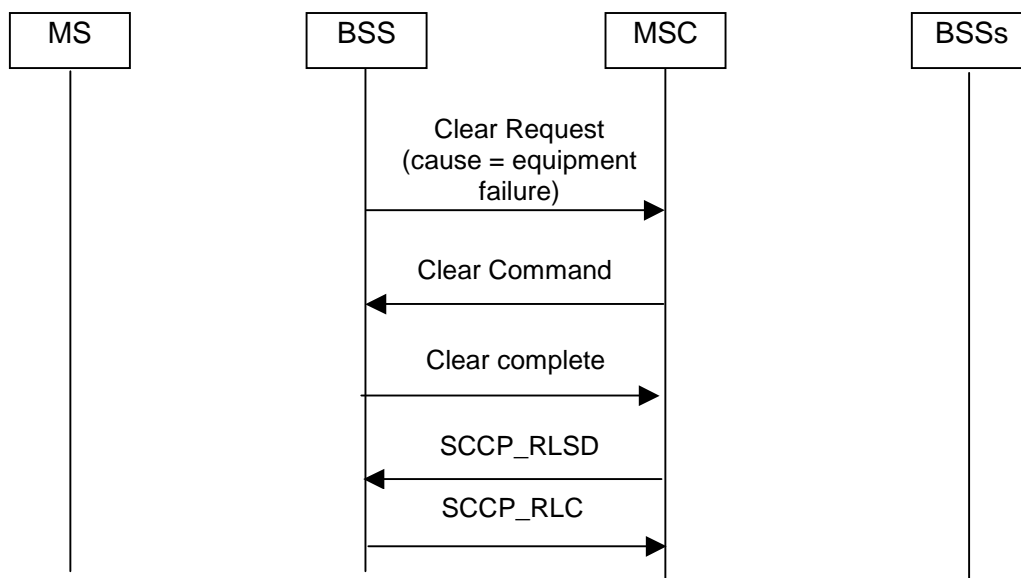 MS
BSS
MSC
BSSs
Clear Request
(cause = equipment
failure)
Clear Command
Clear complete
SCCP_RLSD
SCCP_RLC